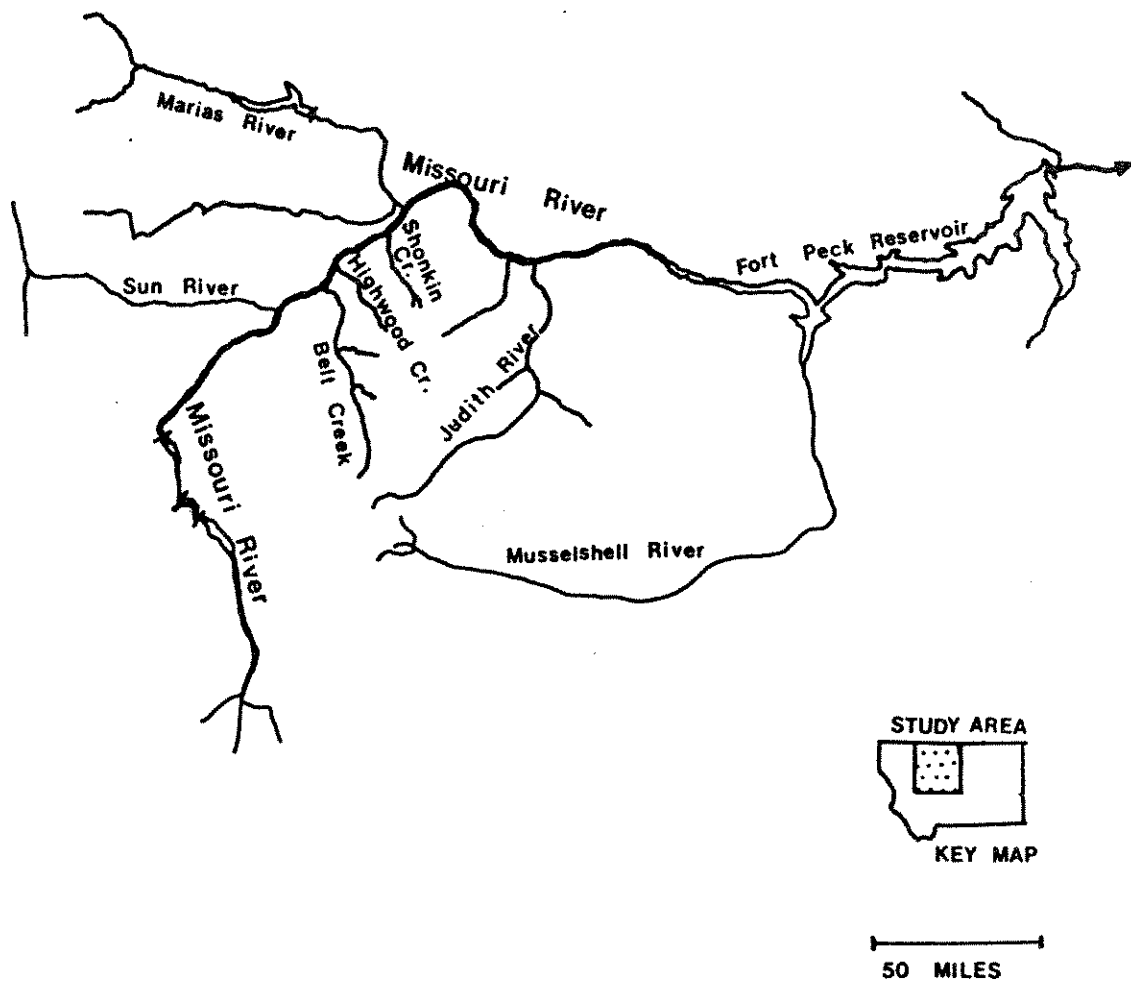 Marias River
Missouri River
Shonkin
Cr.
Highwood Cr.
Fort Peck Reservoir
Sun River
Belt Creek
Judith River
Missouri River
Musselshell River
STUDY AREA
KEY MAP
50 MILES